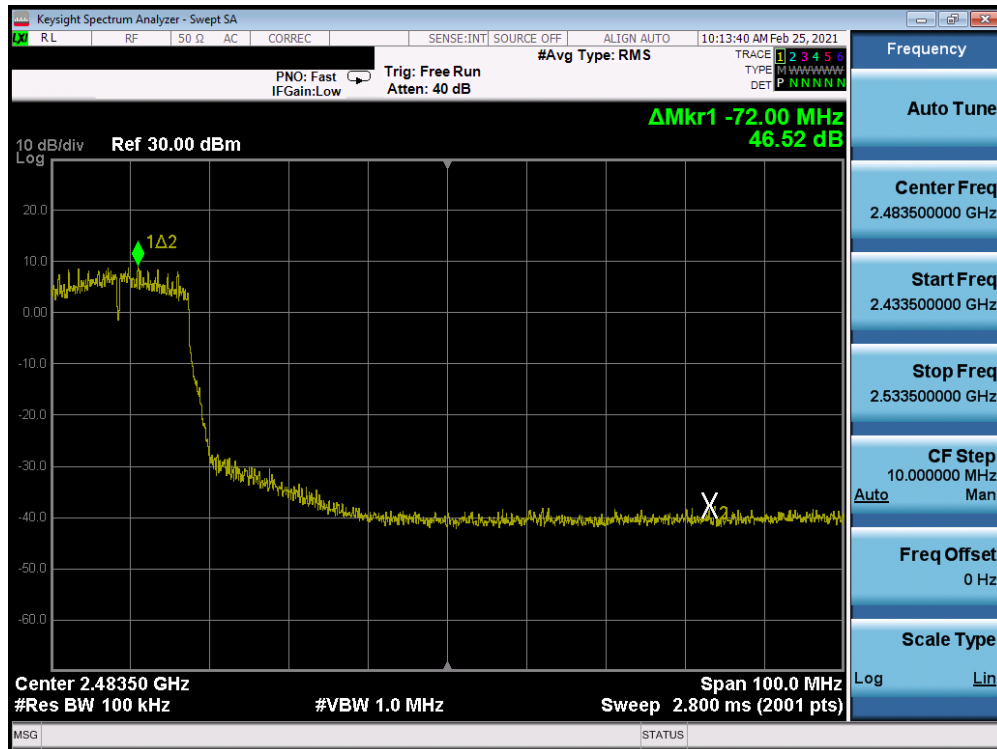 Keysight Spectrum Analyzer - Swept SA
LXI RL RF 50 Ω AC CORREC SENSE:INT SOURCE OFF ALIGN AUTO 10:13:40 AM Feb 25, 2021
#Avg Type: RMS
TRACE 1 2 3 4 5 6
PNO: Fast Trig: Free Run TYPE M W W W W W
IFGain:Low Atten: 40 dB DET P N N N N N
ΔMkr1 -72.00 MHz
46.52 dB
10 dB/div Ref 30.00 dBm
Log
20.0
1Δ2
10.0
0.00
-10.0
-20.0
-30.0
-40.0
X2
-50.0
-60.0
Center 2.48350 GHz Span 100.0 MHz
#Res BW 100 kHz #VBW 1.0 MHz Sweep 2.800 ms (2001 pts)
MSG STATUS
Frequency
Auto Tune
Center Freq
2.483500000 GHz
Start Freq
2.433500000 GHz
Stop Freq
2.533500000 GHz
CF Step
10.000000 MHz
Auto Man
Freq Offset
0 Hz
Scale Type
Log Lin